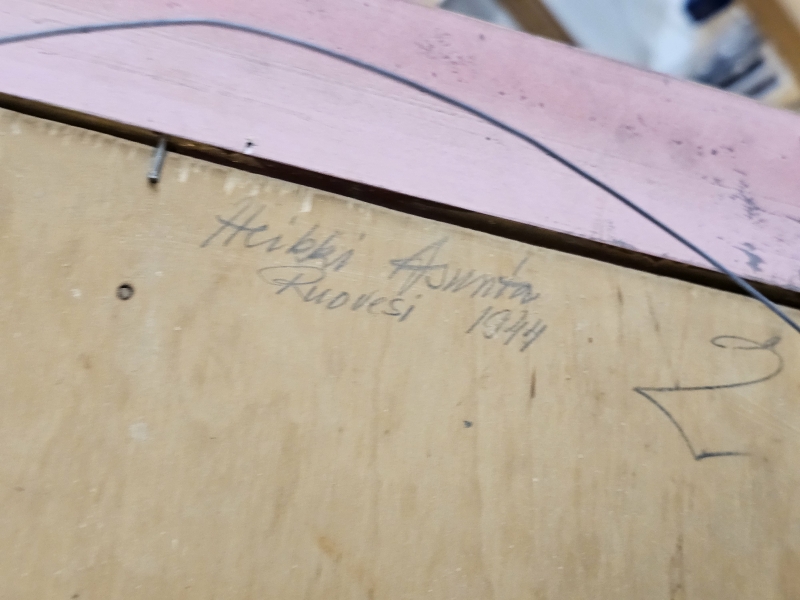 Heikki Asunta
Ruovesi 1944